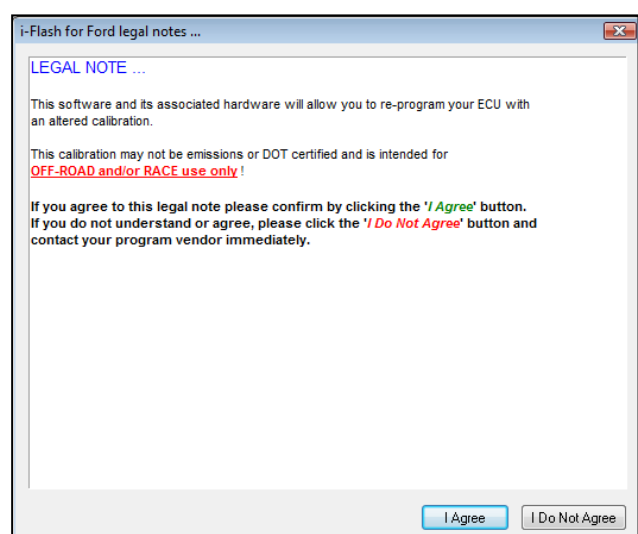 i-Flash for Ford legal notes ...
LEGAL NOTE ...
This software and its associated hardware will allow you to re-program your ECU with
an altered calibration.
This calibration may not be emissions or DOT certified and is intended for
OFF-ROAD and/or RACE use only !
If you agree to this legal note please confirm by clicking the 'I Agree' button.
If you do not understand or agree, please click the 'I Do Not Agree' button and
contact your program vendor immediately.
I Agree
I Do Not Agree